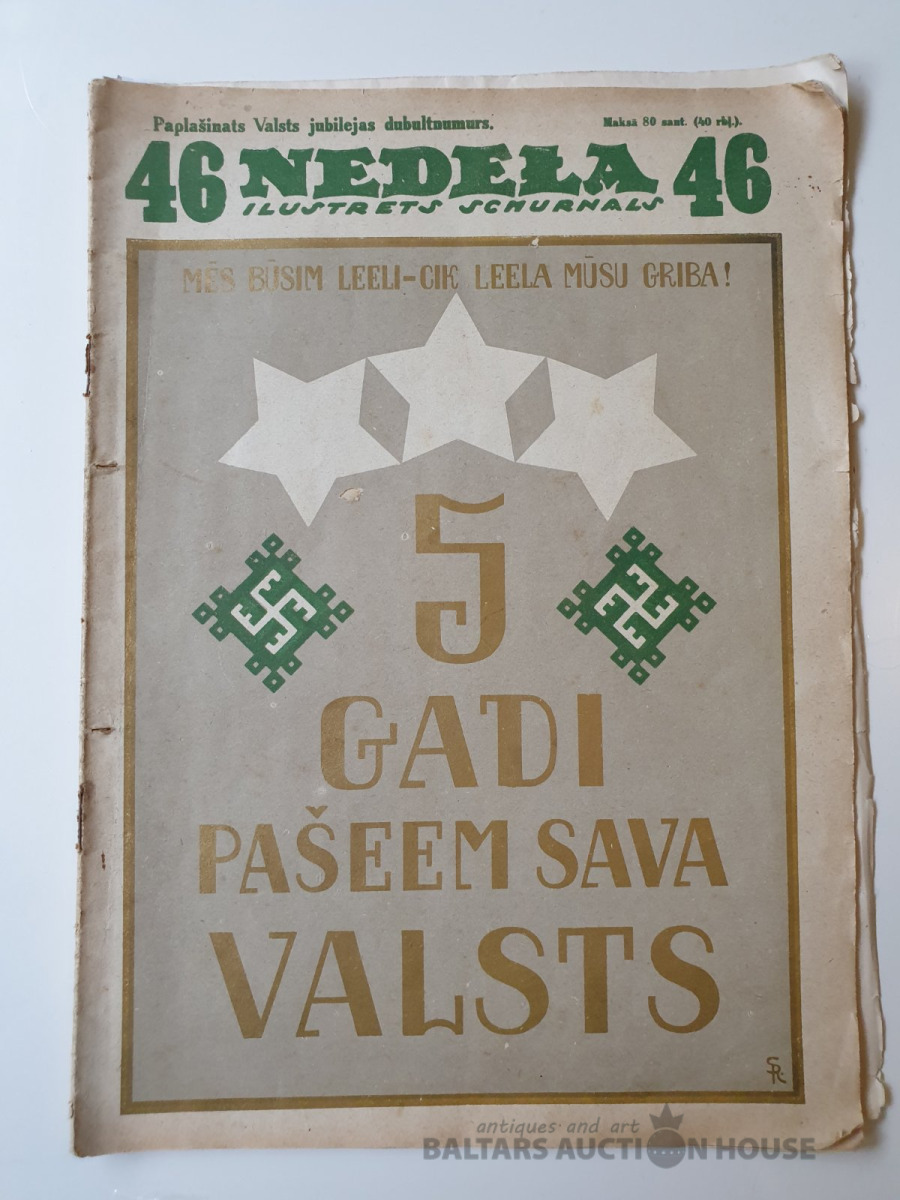 Paplašinats Valsts jubilejas dubultnumurs. Maksā 80 sant. (40 rbļ.).
46 NEDEĻA 46
ILUSTRETS SCHURNALS
MĒS BŪSIM LEELI-CIK LEELA MŪSU GRIBA!
5
GADI
PAŠEEM SAVA
VALSTS
SR
antiques and art
BALTARS AUCTION HOUSE